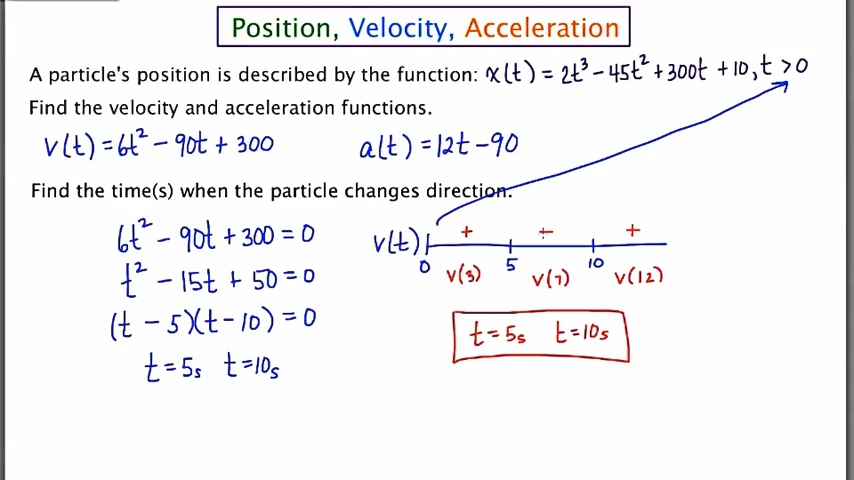 Position, Velocity, Acceleration
A particle's position is described by the function: x(t) = 2t³ − 45t² + 300t + 10, t > 0
Find the velocity and acceleration functions.
v(t) = 6t² − 90t + 300 a(t) = 12t − 90
Find the time(s) when the particle changes direction.
6t² − 90t + 300 = 0
t² − 15t + 50 = 0
(t − 5)(t − 10) = 0
t = 5s t = 10s
+ − +
v(t)
0 5 10
v(3) v(7) v(12)
t = 5s t = 10s